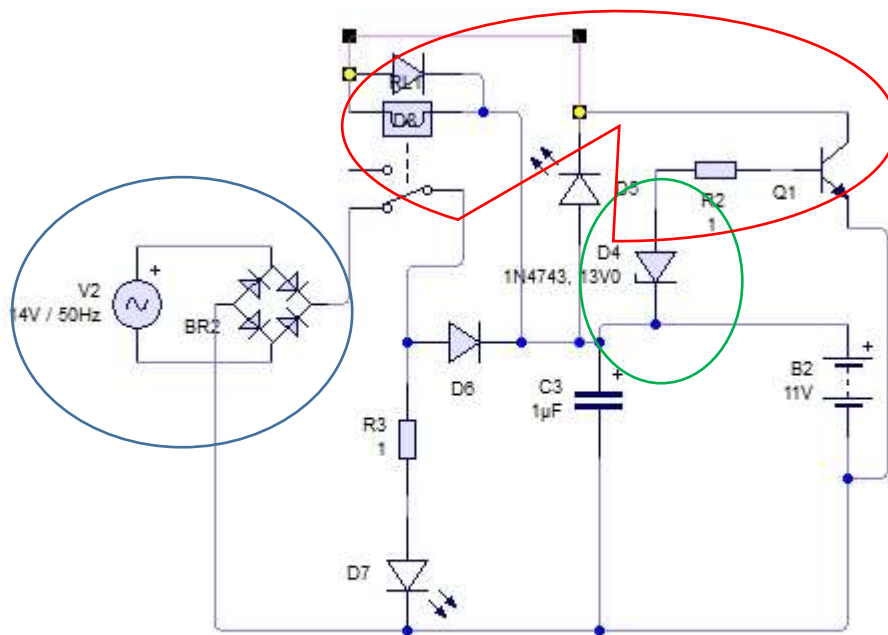 RL1
D8
D5
R2
1
Q1
D4
1N4743, 13V0
+
V2
14V / 50Hz
BR2
D6
+
C3
1µF
+
B2
11V
R3
1
D7